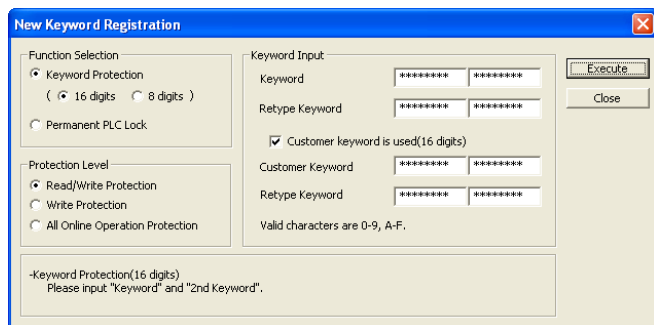 New Keyword Registration
Function Selection
Keyword Protection
( 16 digits 8 digits )
Permanent PLC Lock
Protection Level
Read/Write Protection
Write Protection
All Online Operation Protection
Keyword Input
Keyword ******** ********
Retype Keyword ******** ********
Customer keyword is used(16 digits)
Customer Keyword ******** ********
Retype Keyword ******** ********
Valid characters are 0-9, A-F.
Execute
Close
-Keyword Protection(16 digits)
Please input "Keyword" and "2nd Keyword".